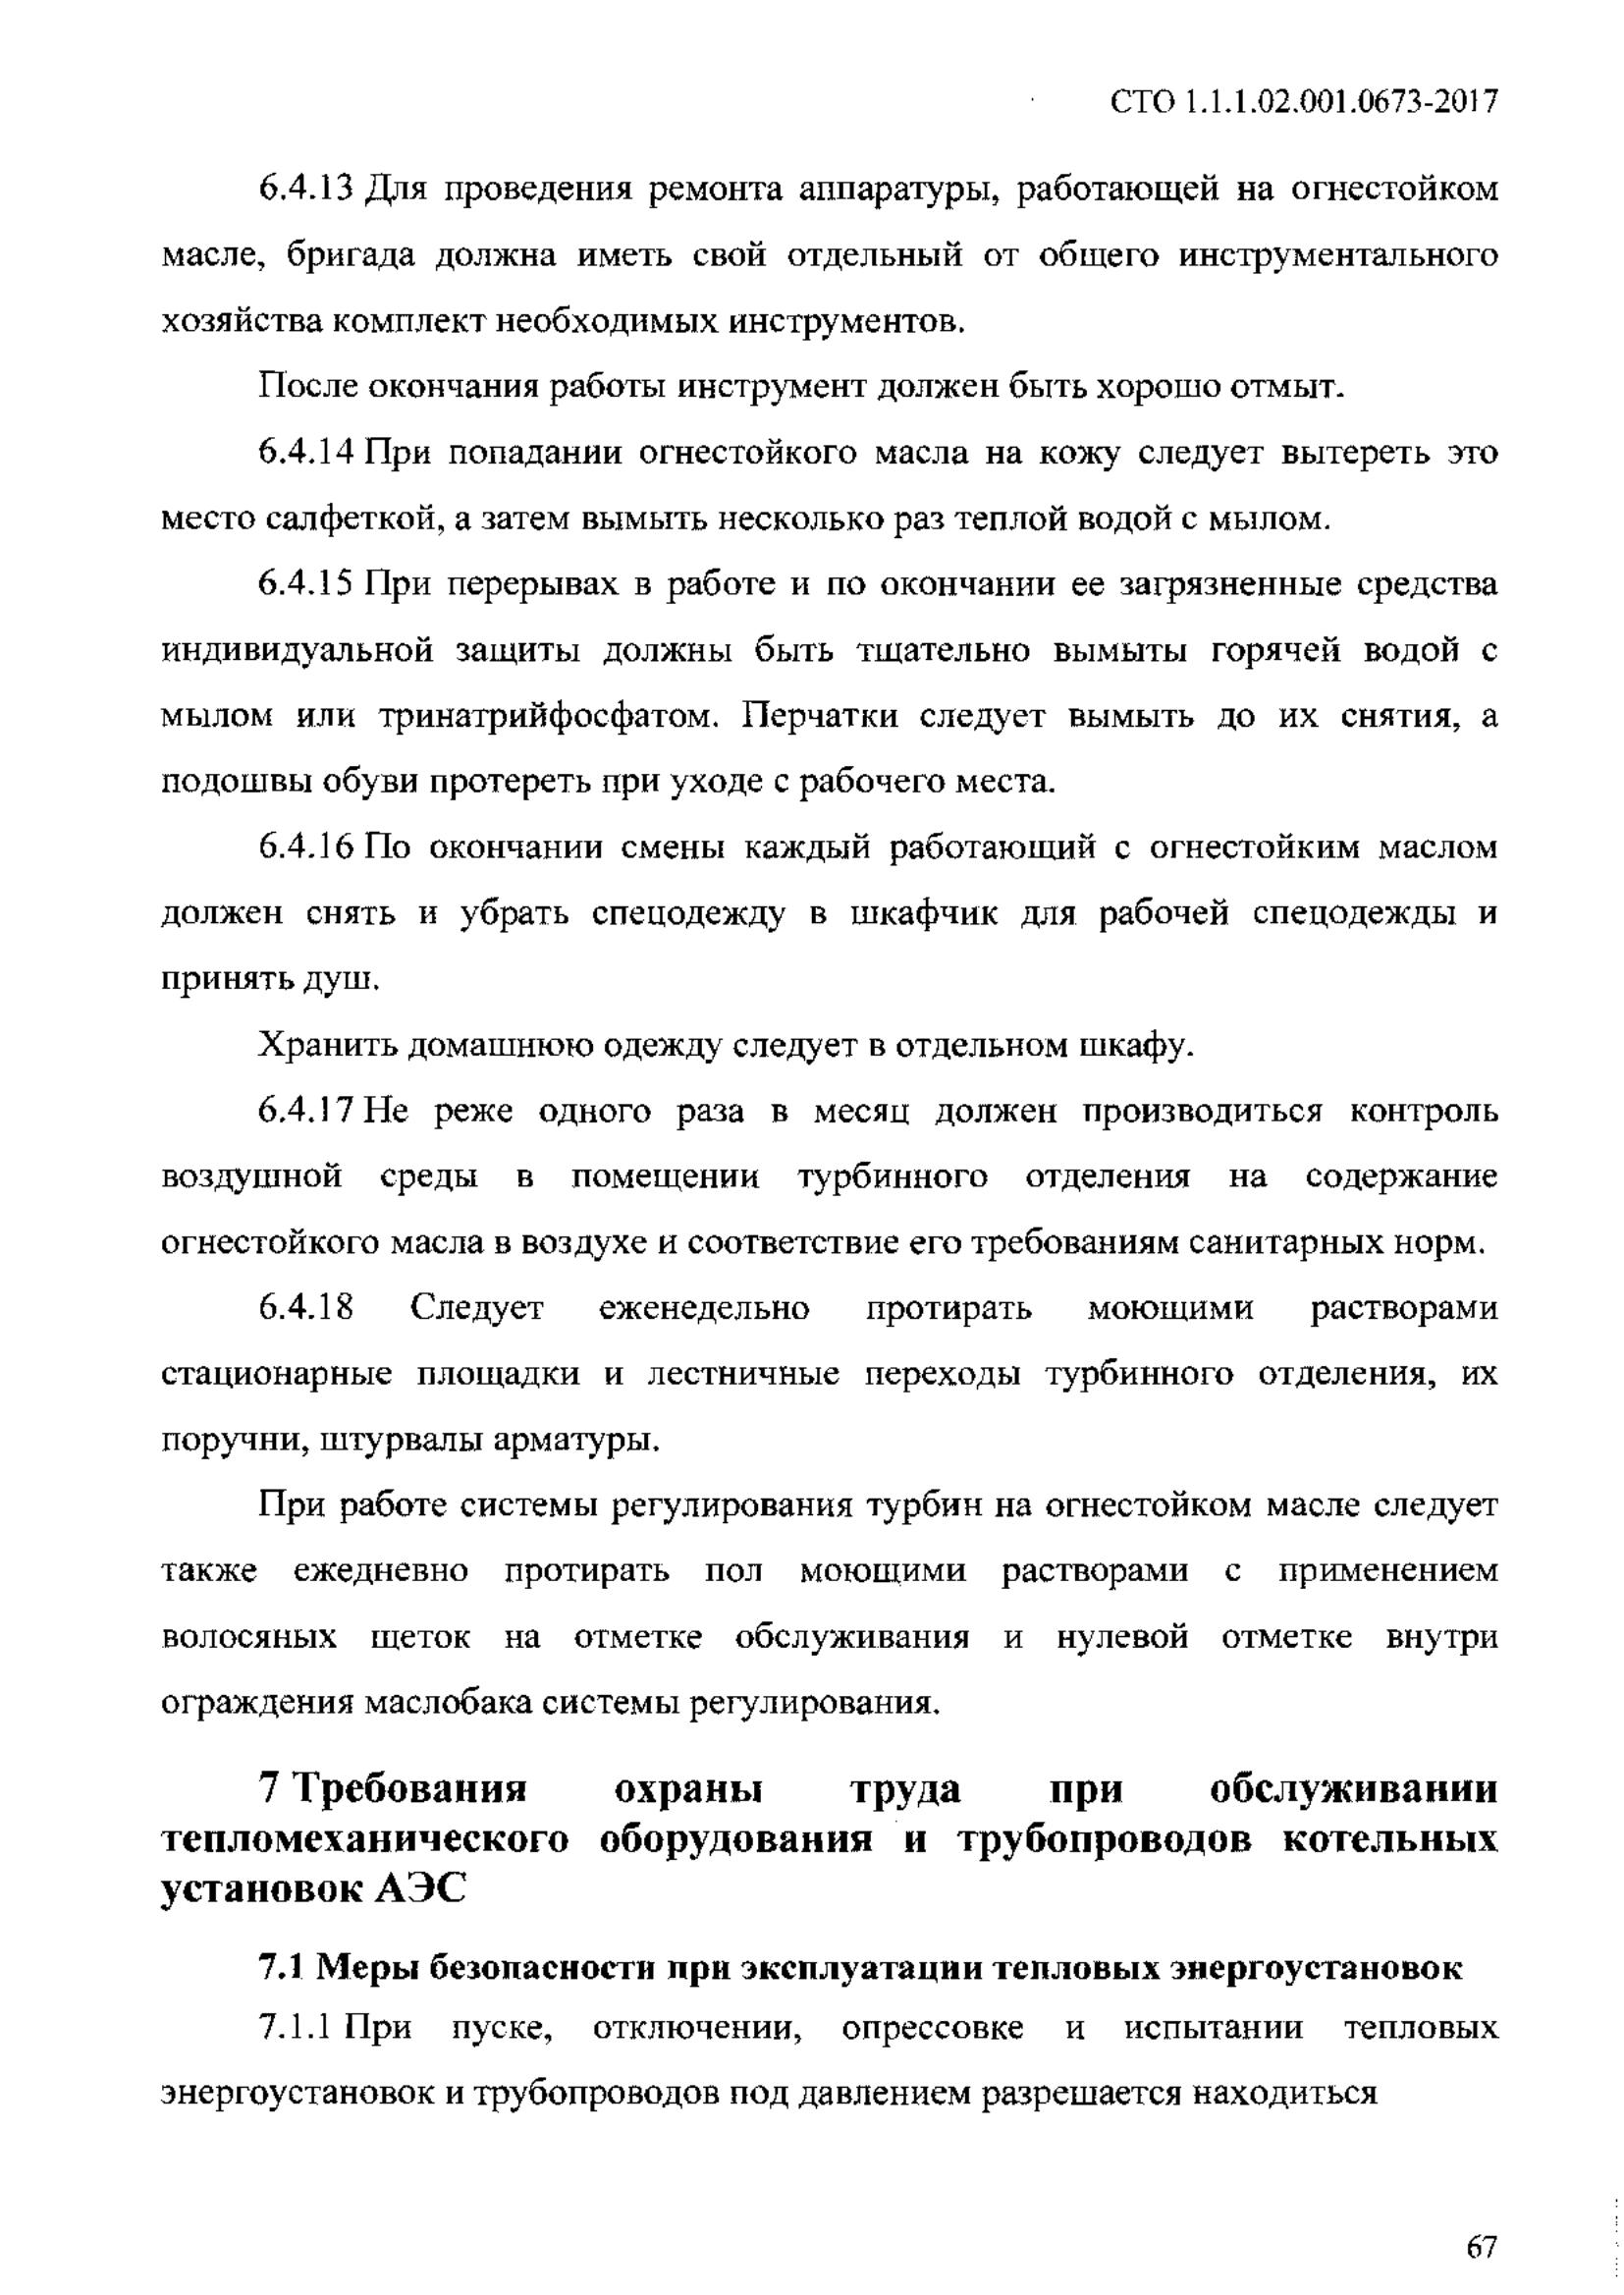 СТО 1.1.1.02.001.0673-2017
6.4.13 Для проведения ремонта аппаратуры, работающей на огнестойком
масле, бригада должна иметь свой отдельный от общего инструментального
хозяйства комплект необходимых инструментов.
После окончания работы инструмент должен быть хорошо отмыт.
6.4.14 При попадании огнестойкого масла на кожу следует вытереть это
место салфеткой, а затем вымыть несколько раз теплой водой с мылом.
6.4.15 При перерывах в работе и по окончании ее загрязненные средства
индивидуальной защиты должны быть тщательно вымыты горячей водой с
мылом или тринатрийфосфатом. Перчатки следует вымыть до их снятия, а
подошвы обуви протереть при уходе с рабочего места.
6.4.16 По окончании смены каждый работающий с огнестойким маслом
должен снять и убрать спецодежду в шкафчик для рабочей спецодежды и
принять душ.
Хранить домашнюю одежду следует в отдельном шкафу.
6.4.17 Не реже одного раза в месяц должен производиться контроль
воздушной среды в помещении турбинного отделения на содержание
огнестойкого масла в воздухе и соответствие его требованиям санитарных норм.
6.4.18 Следует еженедельно протирать моющими растворами
стационарные площадки и лестничные переходы турбинного отделения, их
поручни, штурвалы арматуры.
При работе системы регулирования турбин на огнестойком масле следует
также ежедневно протирать пол моющими растворами с применением
волосяных щеток на отметке обслуживания и нулевой отметке внутри
ограждения маслобака системы регулирования.
7 Требования охраны труда при обслуживании
тепломеханического оборудования и трубопроводов котельных
установок АЭС
7.1 Меры безопасности при эксплуатации тепловых энергоустановок
7.1.1 При пуске, отключении, опрессовке и испытании тепловых
энергоустановок и трубопроводов под давлением разрешается находиться
67